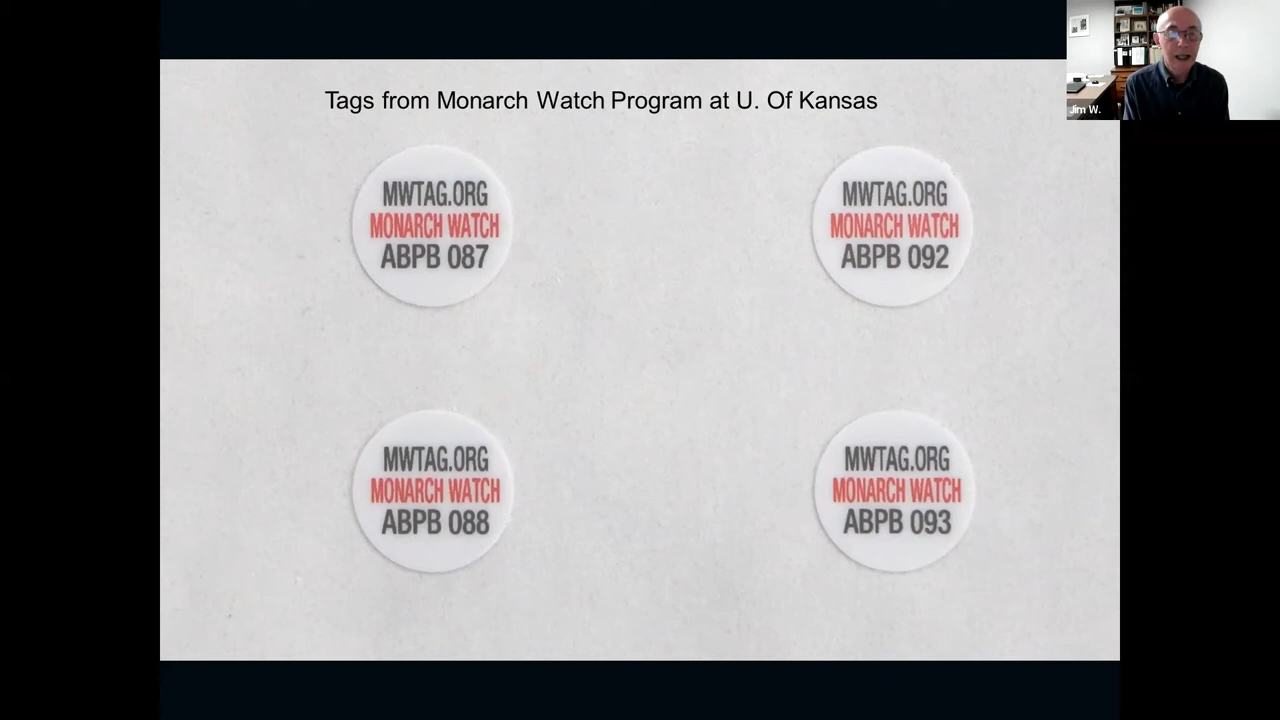 Tags from Monarch Watch Program at U. Of Kansas
Jim W.
MWTAG.ORG
MONARCH WATCH
ABPB 087
MWTAG.ORG
MONARCH WATCH
ABPB 092
MWTAG.ORG
MONARCH WATCH
ABPB 088
MWTAG.ORG
MONARCH WATCH
ABPB 093